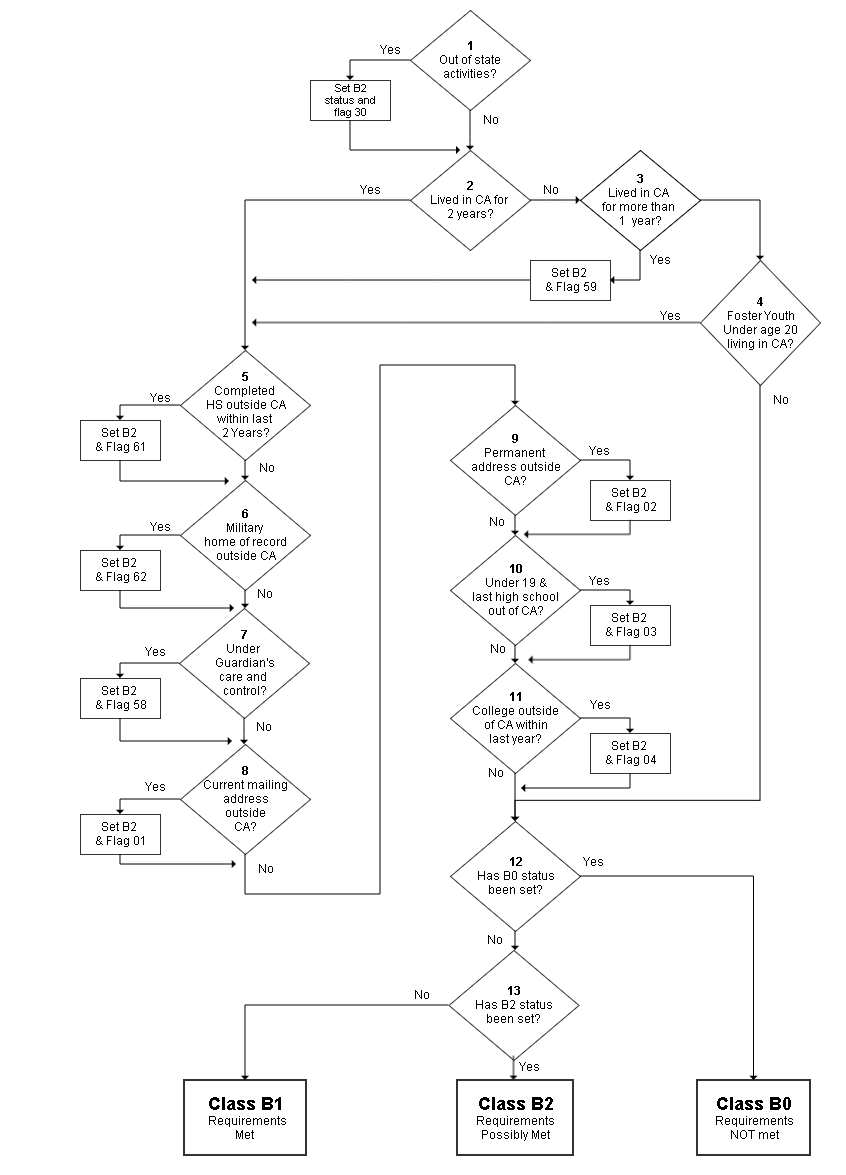 1
Out of state
activities?
Yes
Set B2
status and
flag 30
No
2
Lived in CA for
2 years?
Yes
No
3
Lived in CA
for more than
1 year?
Yes
Set B2
& Flag 59
4
Foster Youth
Under age 20
living in CA?
Yes
No
5
Completed
HS outside CA
within last
2 Years?
Yes
Set B2
& Flag 61
No
6
Military
home of record
outside CA
Yes
Set B2
& Flag 62
No
7
Under
Guardian's
care and
control?
Yes
Set B2
& Flag 58
No
8
Current mailing
address
outside
CA?
Yes
Set B2
& Flag 01
No
9
Permanent
address outside
CA?
Yes
Set B2
& Flag 02
No
10
Under 19 &
last high school
out of CA?
Yes
Set B2
& Flag 03
No
11
College outside
of CA within
last year?
Yes
Set B2
& Flag 04
No
12
Has B0 status
been set?
Yes
No
13
Has B2 status
been set?
No
Yes
Class B1
Requirements
Met
Class B2
Requirements
Possibly Met
Class B0
Requirements
NOT met